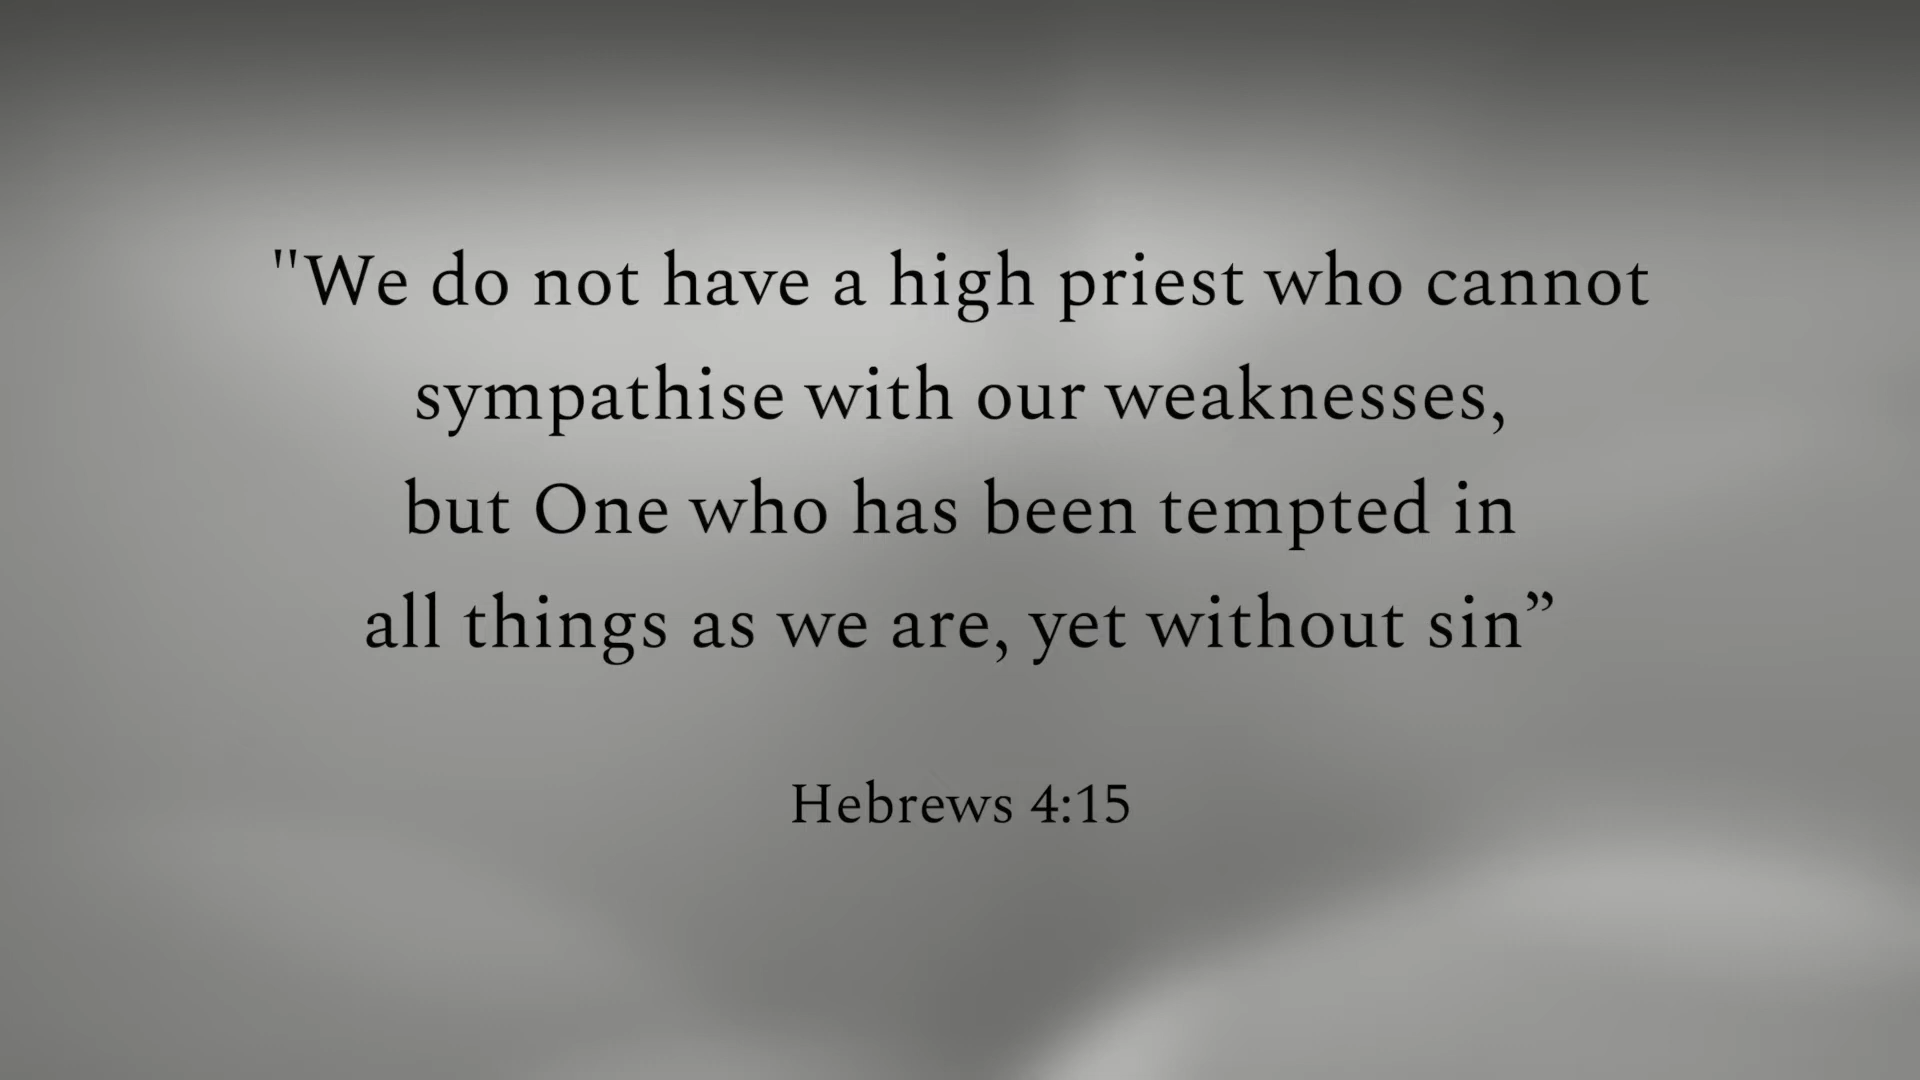 "We do not have a high priest who cannot
sympathise with our weaknesses,
but One who has been tempted in
all things as we are, yet without sin”
Hebrews 4:15